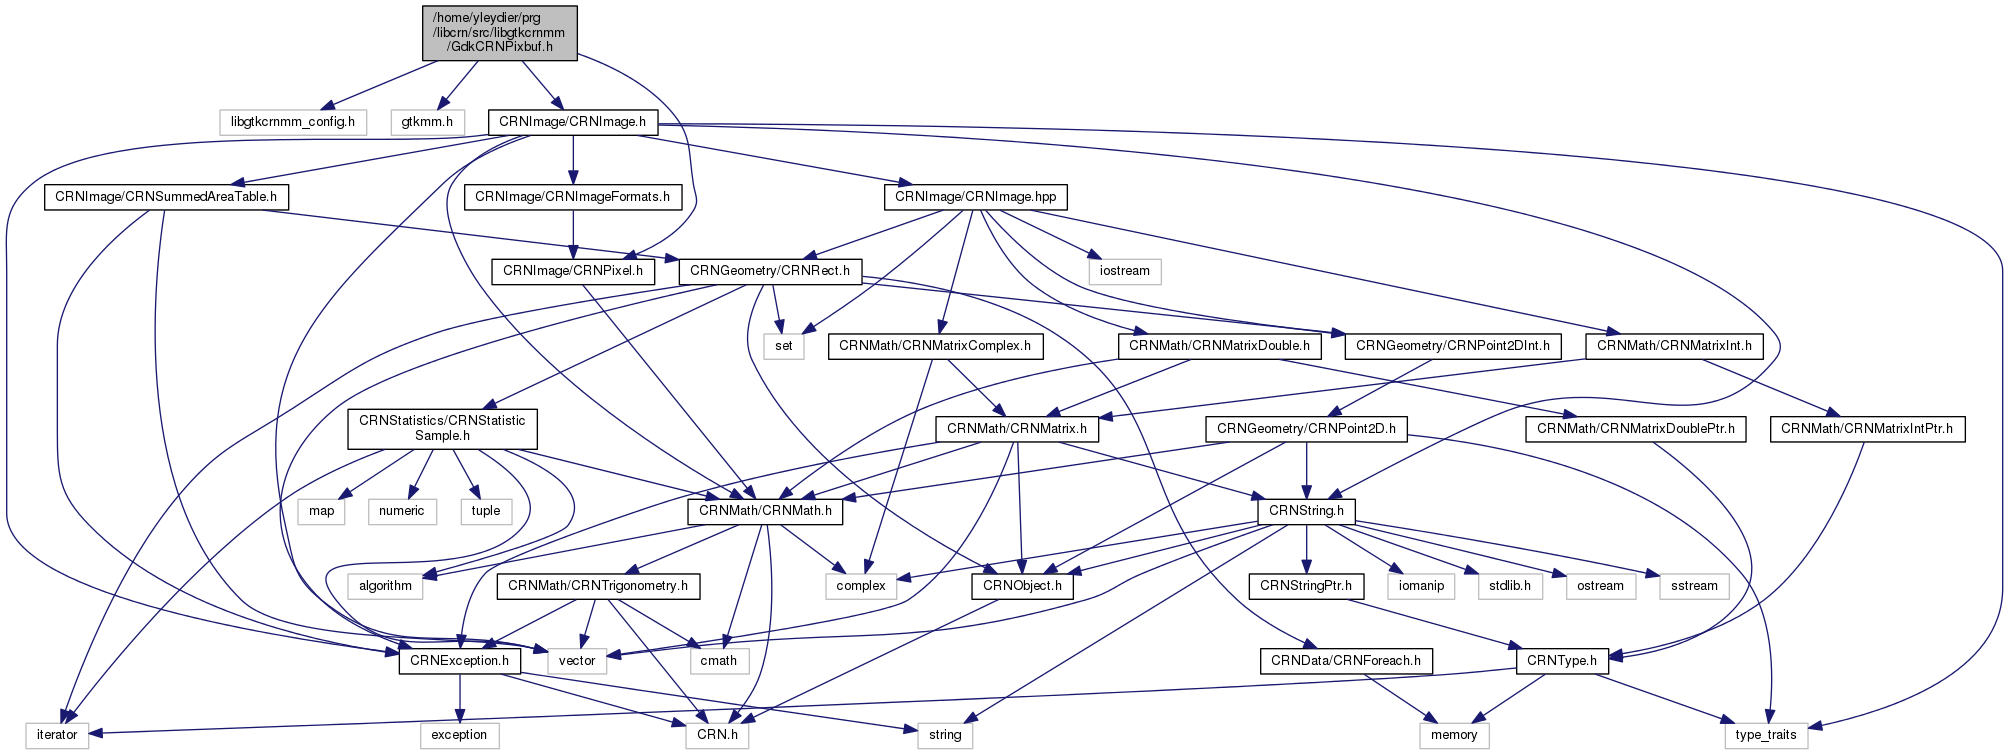 /home/yleydier/prg
/libcrn/src/libgtkcrnmm
/GdkCRNPixbuf.h
libgtkcrnmm_config.h
gtkmm.h
CRNImage/CRNImage.h
CRNImage/CRNSummedAreaTable.h
CRNImage/CRNImageFormats.h
CRNImage/CRNImage.hpp
CRNImage/CRNPixel.h
CRNGeometry/CRNRect.h
iostream
set
CRNMath/CRNMatrixComplex.h
CRNMath/CRNMatrixDouble.h
CRNGeometry/CRNPoint2DInt.h
CRNMath/CRNMatrixInt.h
CRNStatistics/CRNStatistic
Sample.h
CRNMath/CRNMatrix.h
CRNGeometry/CRNPoint2D.h
CRNMath/CRNMatrixDoublePtr.h
CRNMath/CRNMatrixIntPtr.h
map
numeric
tuple
CRNMath/CRNMath.h
CRNString.h
algorithm
CRNMath/CRNTrigonometry.h
complex
CRNObject.h
CRNStringPtr.h
iomanip
stdlib.h
ostream
sstream
CRNException.h
vector
cmath
CRNData/CRNForeach.h
CRNType.h
iterator
exception
CRN.h
string
memory
type_traits